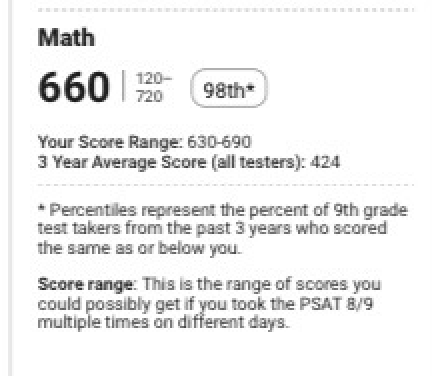 Math
660 120–720 98th*
Your Score Range: 630-690
3 Year Average Score (all testers): 424
* Percentiles represent the percent of 9th grade
test takers from the past 3 years who scored
the same as or below you.
Score range: This is the range of scores you
could possibly get if you took the PSAT 8/9
multiple times on different days.